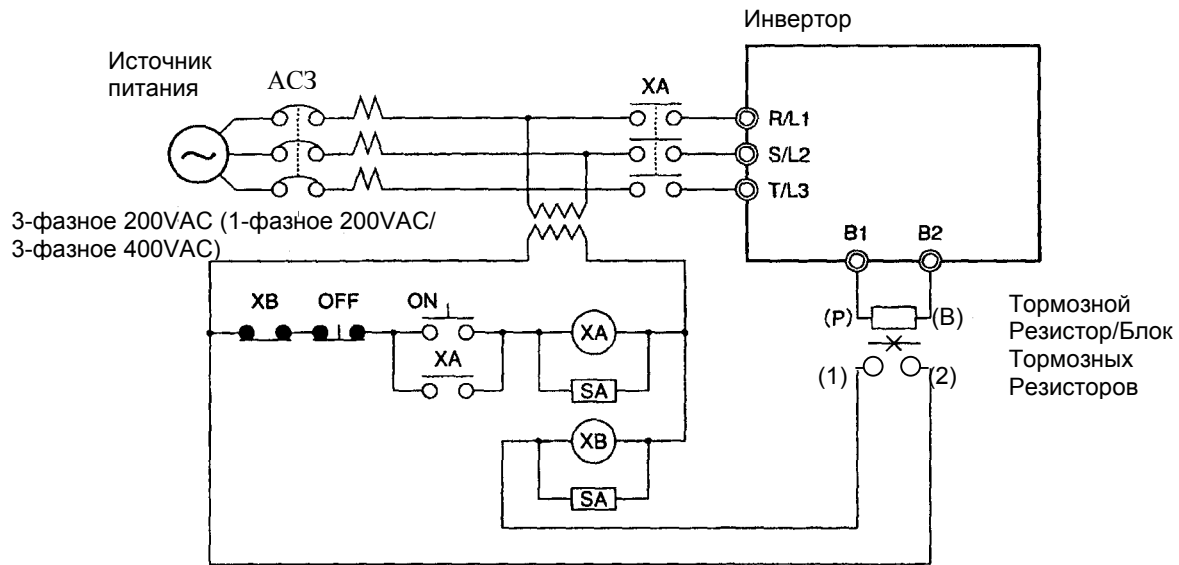 Инвертор
Источник
питания
АСЗ
XA
R/L1
S/L2
T/L3
3-фазное 200VAC (1-фазное 200VAC/
3-фазное 400VAC)
B1 B2
XB OFF ON
XA
XA
SA
XB
SA
(P) (B)
(1) (2)
Тормозной
Резистор/Блок
Тормозных
Резисторов